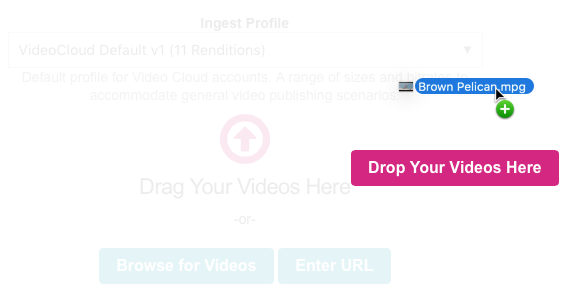 Ingest Profile
VideoCloud Default v1 (11 Renditions)
Default profile for Video Cloud accounts. A range of sizes and
Brown Pelican.mpg
accommodate general video publishing scenarios.
Drop Your Videos Here
Drag Your Videos Here
-or-
Browse for Videos
Enter URL